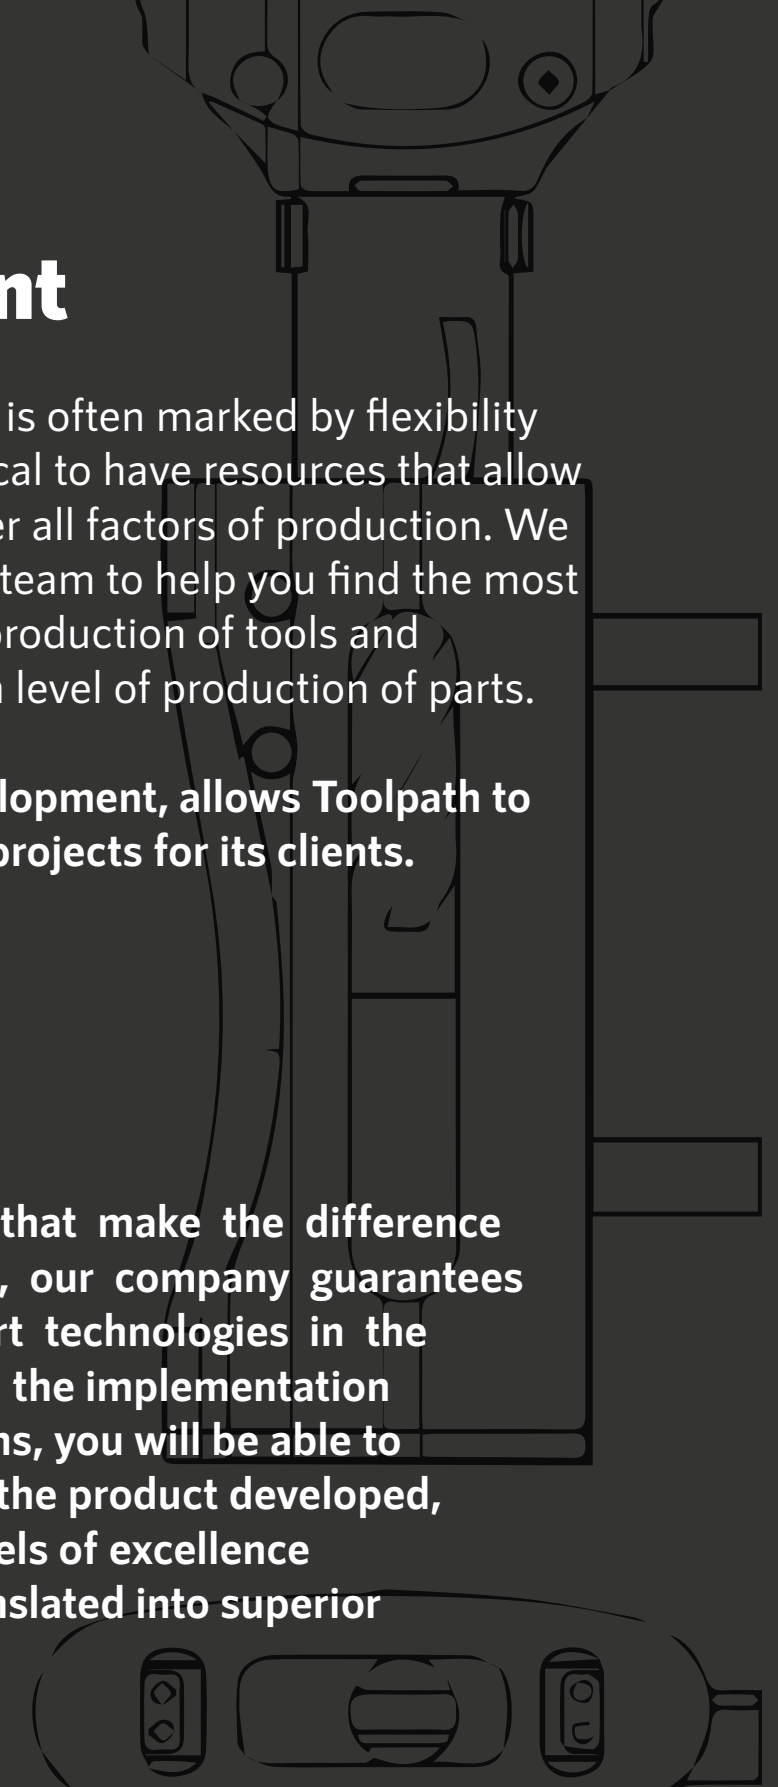 nt
is often marked by flexibility
cal to have resources that allow
er all factors of production. We
team to help you find the most
production of tools and
level of production of parts.
lopment, allows Toolpath to
projects for its clients.
that make the difference
, our company guarantees
rt technologies in the
the implementation
ns, you will be able to
the product developed,
els of excellence
nslated into superior